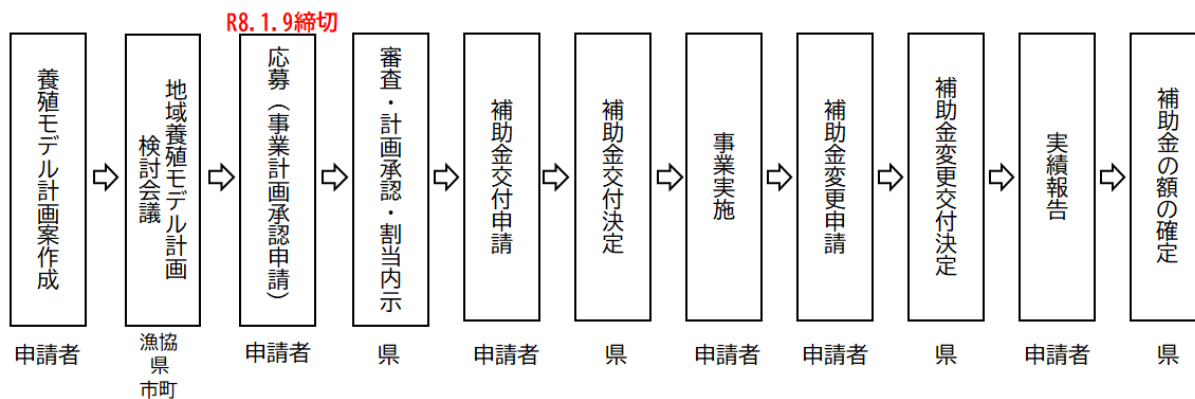 R8.1.9締切
養殖モデル計画案作成
地域養殖モデル計画
検討会議
応募（事業計画承認申請）
審査・計画承認・割当内示
補助金交付申請
補助金交付決定
事業実施
補助金変更申請
補助金変更交付決定
実績報告
補助金の額の確定
申請者
漁協
県
市町
申請者
県
申請者
県
申請者
申請者
県
申請者
県